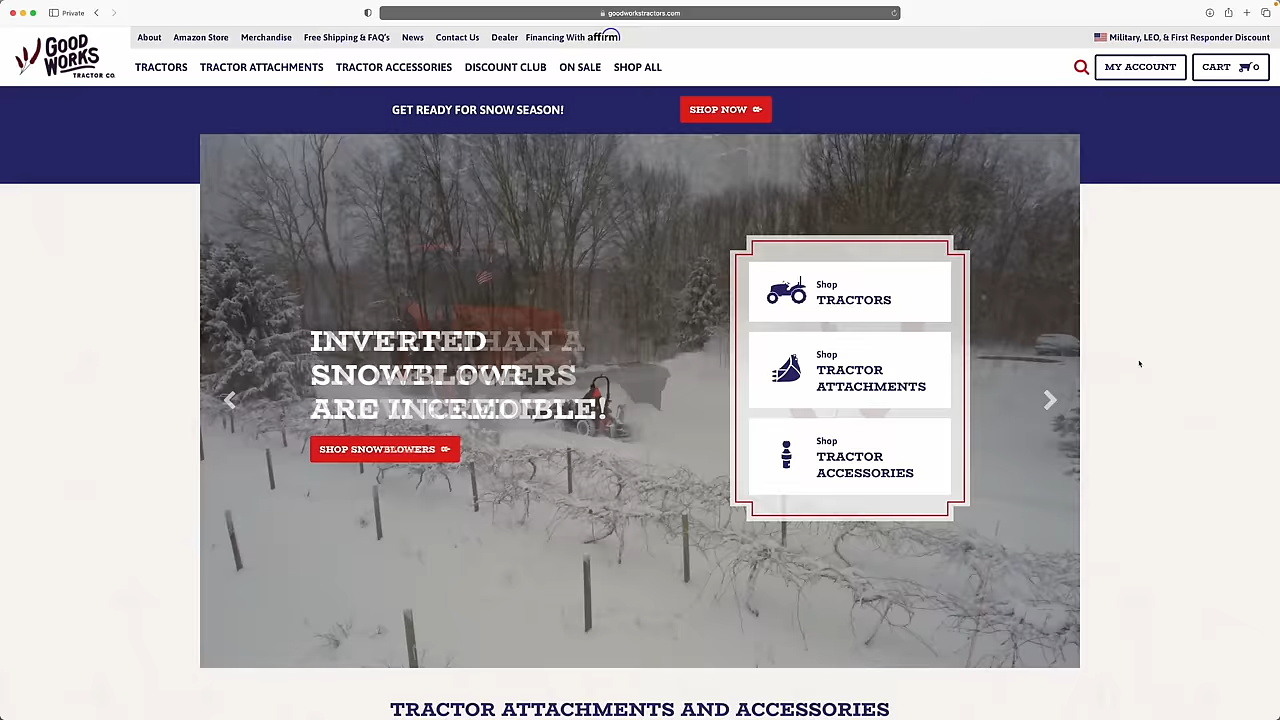 Private
goodworkstractors.com
About Amazon Store Merchandise Free Shipping & FAQ's News Contact Us Dealer Financing With affirm
Military, LEO, & First Responder Discount
GOOD
WORKS
TRACTOR CO.
TRACTORS TRACTOR ATTACHMENTS TRACTOR ACCESSORIES DISCOUNT CLUB ON SALE SHOP ALL
MY ACCOUNT
CART 0
GET READY FOR SNOW SEASON!
SHOP NOW
INVERTED
SNOWBLOWERS
ARE INCREDIBLE!
SHOP SNOWBLOWERS
Shop
TRACTORS
Shop
TRACTOR
ATTACHMENTS
Shop
TRACTOR
ACCESSORIES
TRACTOR ATTACHMENTS AND ACCESSORIES